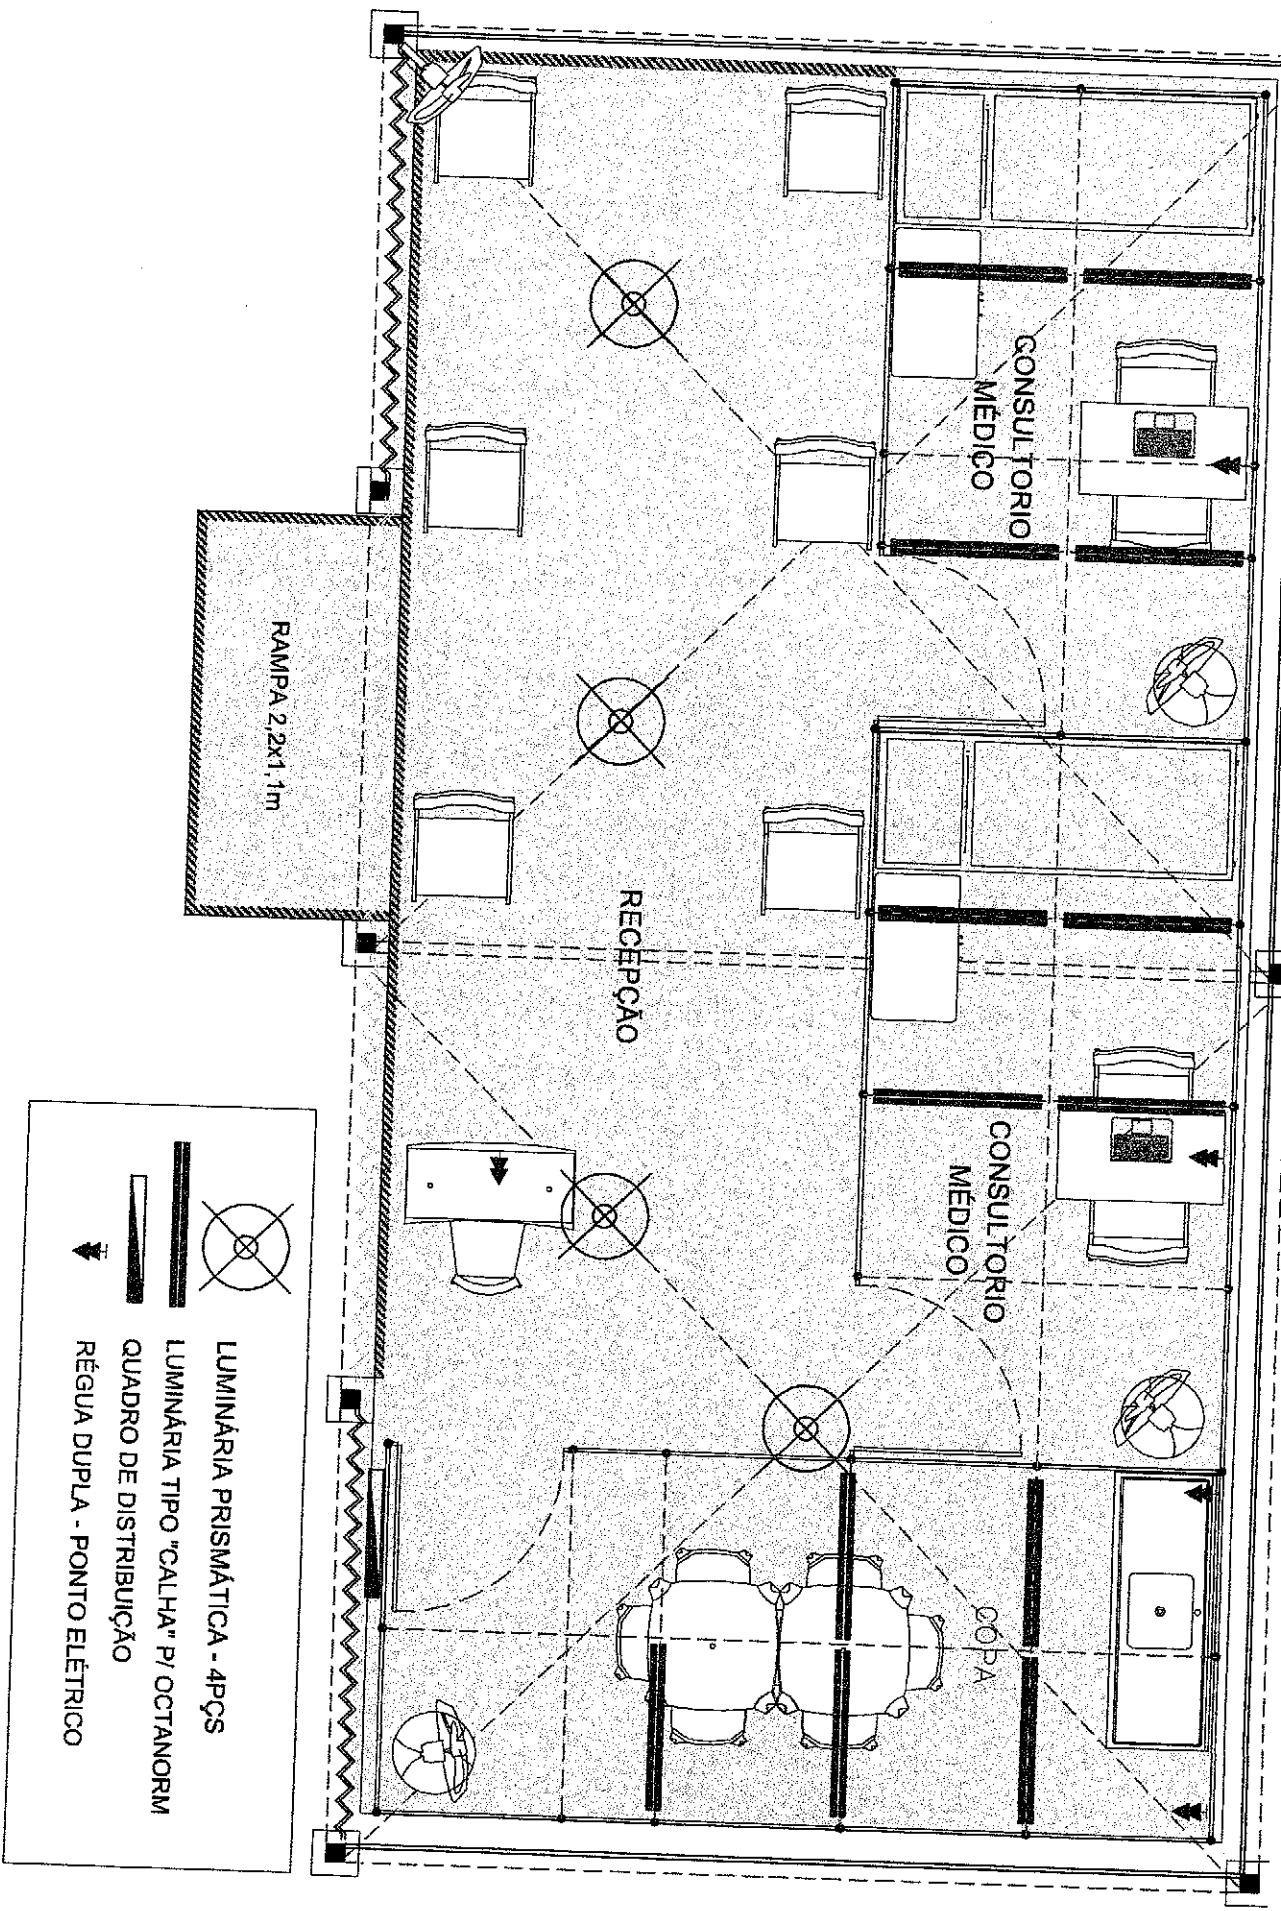 CONSULTORIO
MÉDICO
CONSULTORIO
MÉDICO
RECEPÇÃO
COPA
RAMPA 2,2x1,1m
LUMINÁRIA PRISMÁTICA - 4PÇS
LUMINÁRIA TIPO "CALHA" P/ OCTANORM
QUADRO DE DISTRIBUIÇÃO
RÉGUA DUPLA - PONTO ELÉTRICO